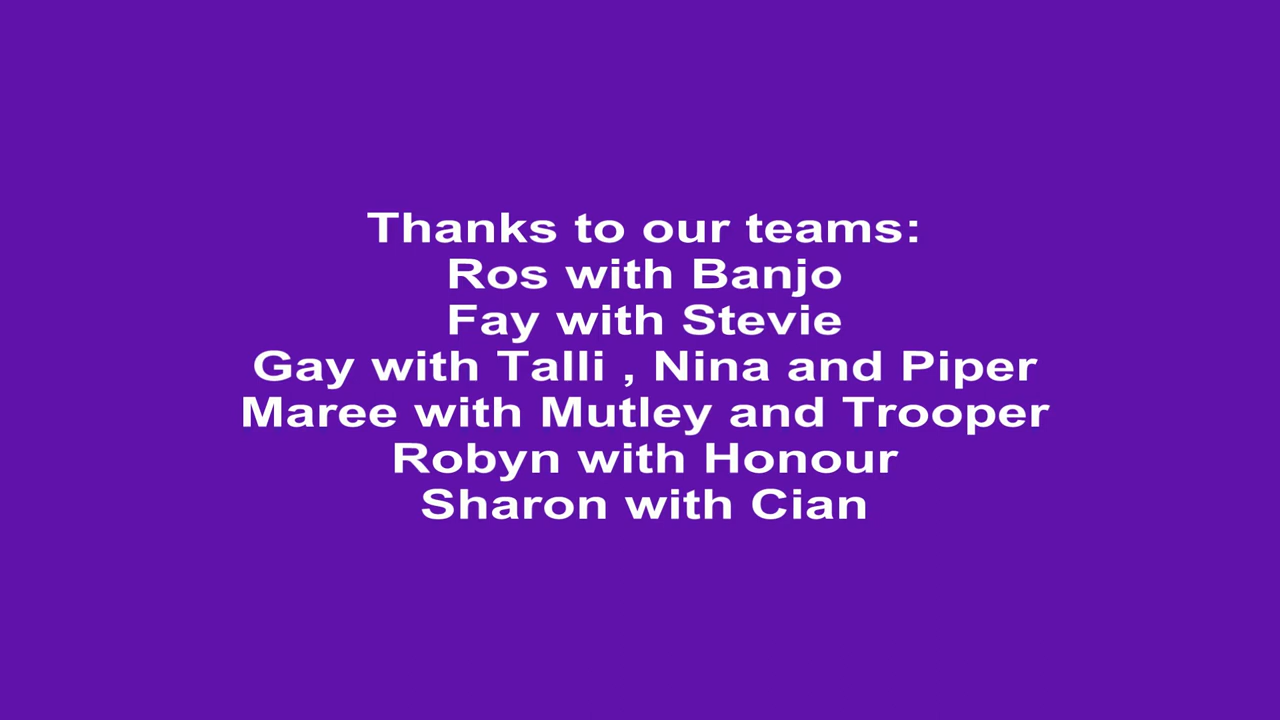 Thanks to our teams:
Ros with Banjo
Fay with Stevie
Gay with Talli , Nina and Piper
Maree with Mutley and Trooper
Robyn with Honour
Sharon with Cian